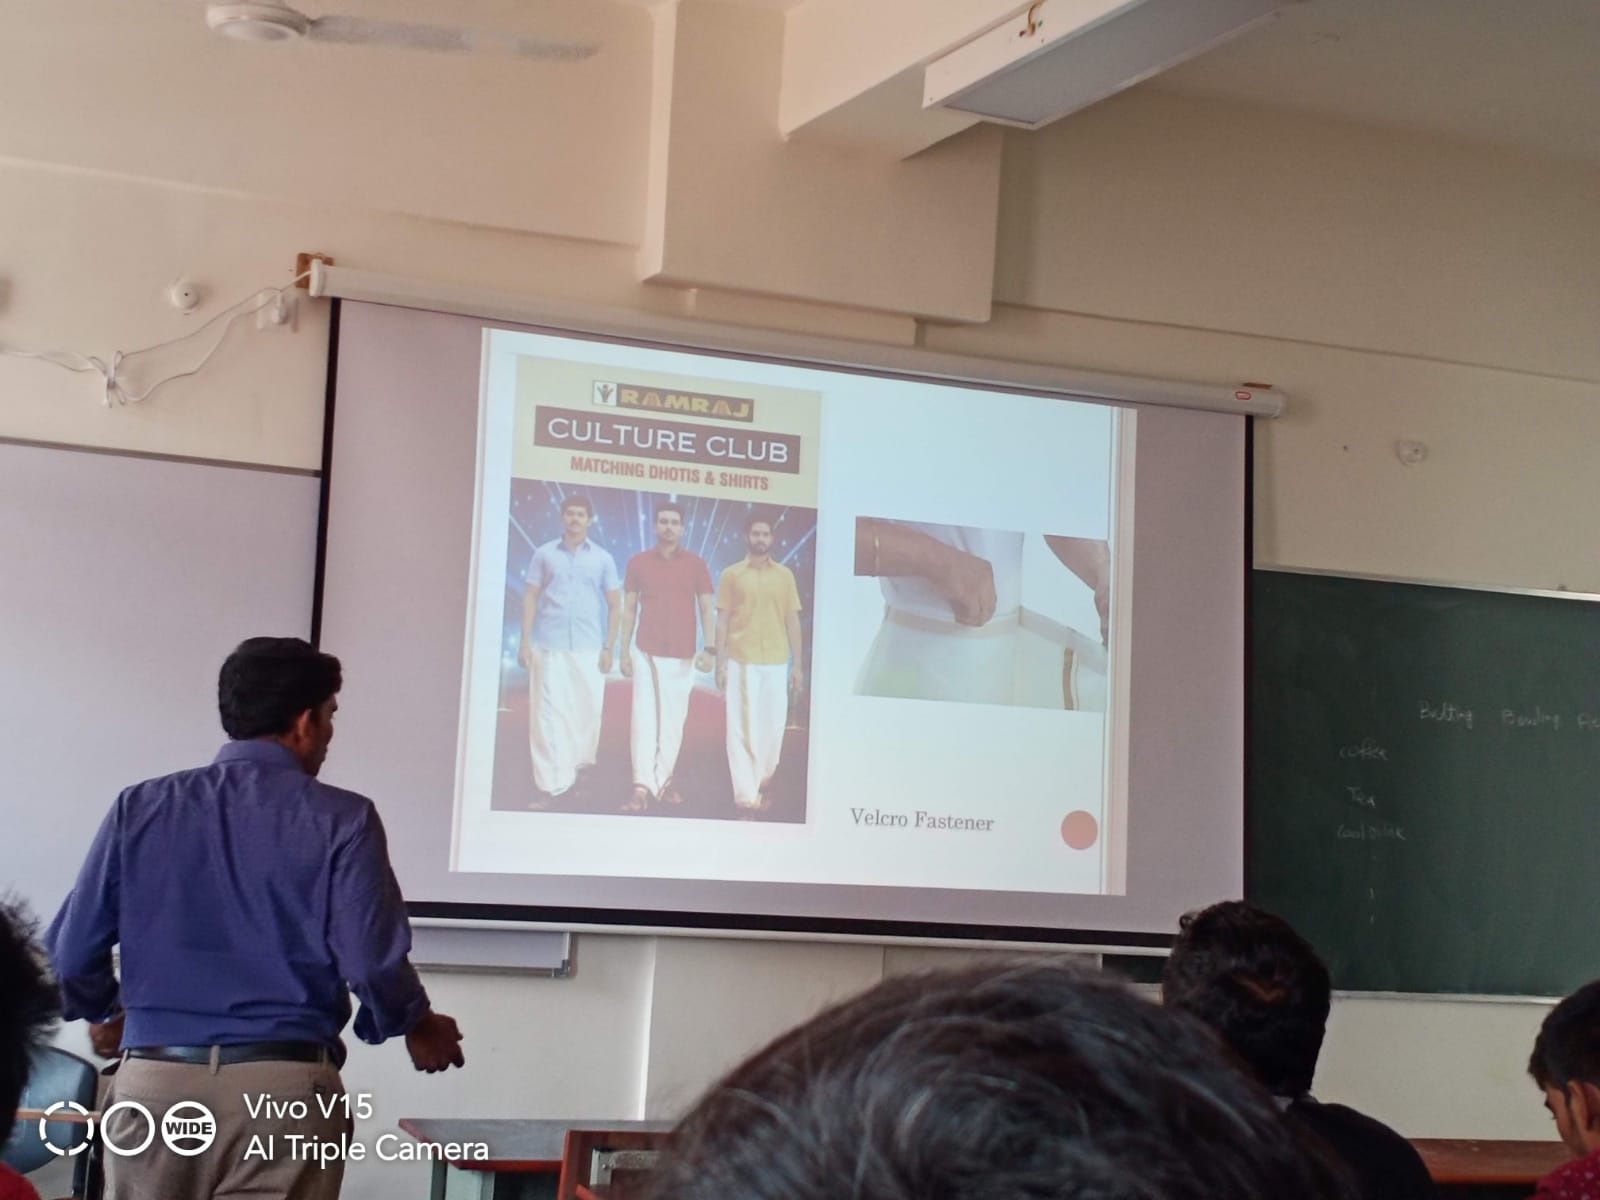 RAMRAJ
CULTURE CLUB
MATCHING DHOTIS & SHIRTS
Velcro Fastener
Batting Bowling
coffee
Tea
Cool Drink
WIDE
Vivo V15
AI Triple Camera